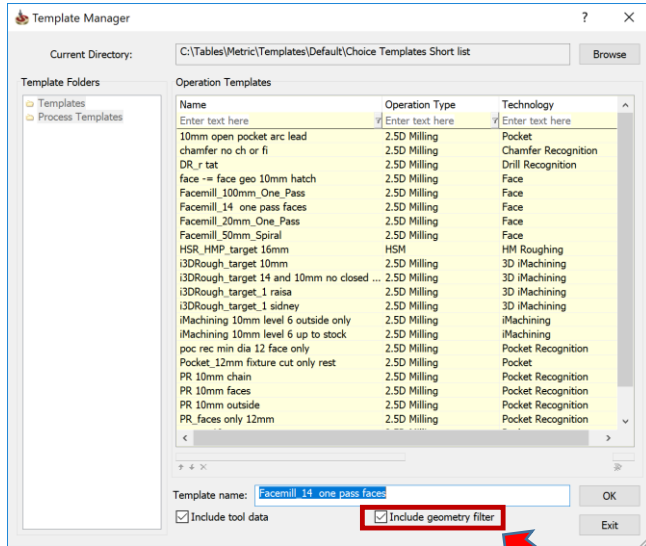 Template Manager
? X
Current Directory: C:\Tables\Metric\Templates\Default\Choice Templates Short list Browse
Template Folders
Templates
Process Templates
Operation Templates
Name Operation Type Technology
Enter text here Enter text here Enter text here
10mm open pocket arc lead 2.5D Milling Pocket
chamfer no ch or fi 2.5D Milling Chamfer Recognition
DR_r tat 2.5D Milling Drill Recognition
face -= face geo 10mm hatch 2.5D Milling Face
Facemill_100mm_One_Pass 2.5D Milling Face
Facemill_14 one pass faces 2.5D Milling Face
Facemill_20mm_One_Pass 2.5D Milling Face
Facemill_50mm_Spiral 2.5D Milling Face
HSR_HMP_target 16mm HSM HM Roughing
i3DRough_target 10mm 2.5D Milling 3D iMachining
i3DRough_target 14 and 10mm no closed ... 2.5D Milling 3D iMachining
i3DRough_target_1 raisa 2.5D Milling 3D iMachining
i3DRough_target_1 sidney 2.5D Milling 3D iMachining
iMachining 10mm level 6 outside only 2.5D Milling iMachining
iMachining 10mm level 6 up to stock 2.5D Milling iMachining
poc rec min dia 12 face only 2.5D Milling Pocket Recognition
Pocket_12mm fixture cut only rest 2.5D Milling Pocket
PR 10mm chain 2.5D Milling Pocket Recognition
PR 10mm faces 2.5D Milling Pocket Recognition
PR 10mm outside 2.5D Milling Pocket Recognition
PR_faces only 12mm 2.5D Milling Pocket Recognition
Template name: Facemill_14 one pass faces OK
Include tool data Include geometry filter Exit